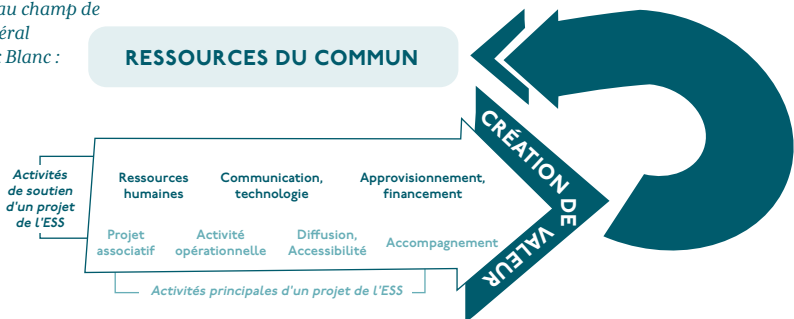 au champ de
éral
Blanc :
RESSOURCES DU COMMUN
CRÉATION DE VALEUR
Activités
de soutien
d'un projet
de l'ESS
Ressources
humaines
Communication,
technologie
Approvisionnement,
financement
Projet
associatif
Activité
opérationnelle
Diffusion,
Accessibilité
Accompagnement
Activités principales d'un projet de l'ESS